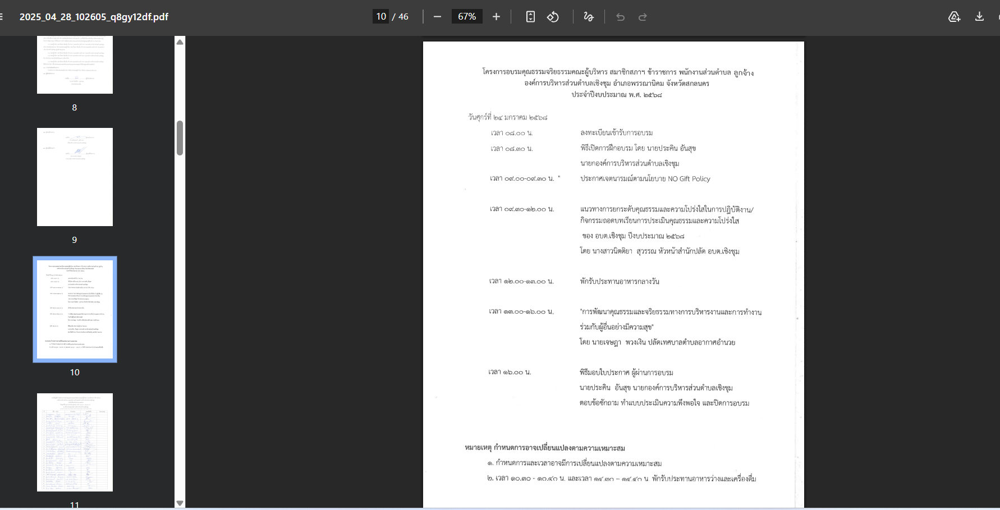 2025_04_28_102605_q8gy12df.pdf
10 / 46
67%
8
9
10
11
โครงการอบรมคุณธรรมจริยธรรมคณะผู้บริหาร สมาชิกสภาฯ ข้าราชการ พนักงานส่วนตำบล ลูกจ้าง
องค์การบริหารส่วนตำบลเชิงชุม อำเภอพรรณานิคม จังหวัดสกลนคร
ประจำปีงบประมาณ พ.ศ. ๒๕๖๘
วันศุกร์ที่ ๒๔ มกราคม ๒๕๖๘
เวลา ๐๘.๐๐ น. ลงทะเบียนเข้ารับการอบรม
เวลา ๐๘.๓๐ น. พิธีเปิดการฝึกอบรม โดย นายประคิน อันสุข
นายกองค์การบริหารส่วนตำบลเชิงชุม
เวลา ๐๙.๐๐-๐๙.๓๐ น. " ประกาศเจตนารมณ์ตามนโยบาย NO Gift Policy
เวลา ๐๙.๓๐-๑๒.๐๐ น. แนวทางการยกระดับคุณธรรมและความโปร่งใสในการปฏิบัติงาน/
กิจกรรมถอดบทเรียนการประเมินคุณธรรมและความโปร่งใส
ของ อบต.เชิงชุม ปีงบประมาณ ๒๕๖๘
โดย นางสาวนิตติยา สุวรรณ หัวหน้าสำนักปลัด อบต.เชิงชุม
เวลา ๑๒.๐๐-๑๓.๐๐ น. พักรับประทานอาหารกลางวัน
เวลา ๑๓.๐๐-๑๖.๐๐ น. "การพัฒนาคุณธรรมและจริยธรรมทางการบริหารงานและการทำงาน
ร่วมกับผู้อื่นอย่างมีความสุข"
โดย นายเจษฎา พวงเงิน ปลัดเทศบาลตำบลอากาศอำนวย
เวลา ๑๖.๐๐ น. พิธีมอบใบประกาศ ผู้ผ่านการอบรม
นายประคิน อันสุข นายกองค์การบริหารส่วนตำบลเชิงชุม
ตอบข้อซักถาม ทำแบบประเมินความพึงพอใจ และปิดการอบรม
หมายเหตุ กำหนดการอาจเปลี่ยนแปลงตามความเหมาะสม
๑. กำหนดการและเวลาอาจมีการเปลี่ยนแปลงตามความเหมาะสม
๒. เวลา ๑๐.๓๐ - ๑๐.๔๐ น. และเวลา ๑๔.๓๐ – ๑๔.๔๐ น. พักรับประทานอาหารว่างและเครื่องดื่ม